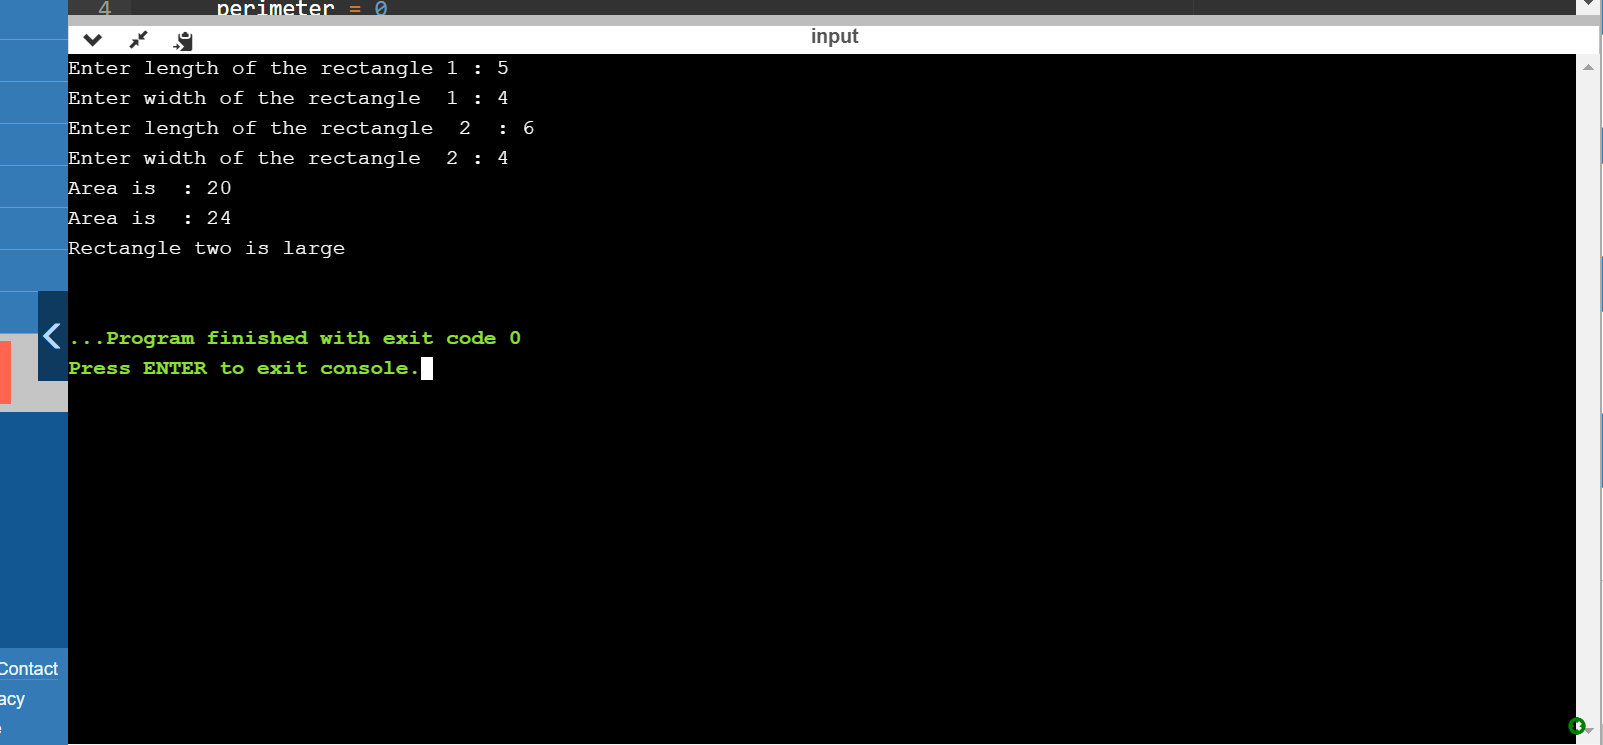 4 perimeter = 0
input
Enter length of the rectangle 1 : 5
Enter width of the rectangle  1 : 4
Enter length of the rectangle  2  : 6
Enter width of the rectangle  2 : 4
Area is  : 20
Area is  : 24
Rectangle two is large
...Program finished with exit code 0
Press ENTER to exit console.
Contact
acy